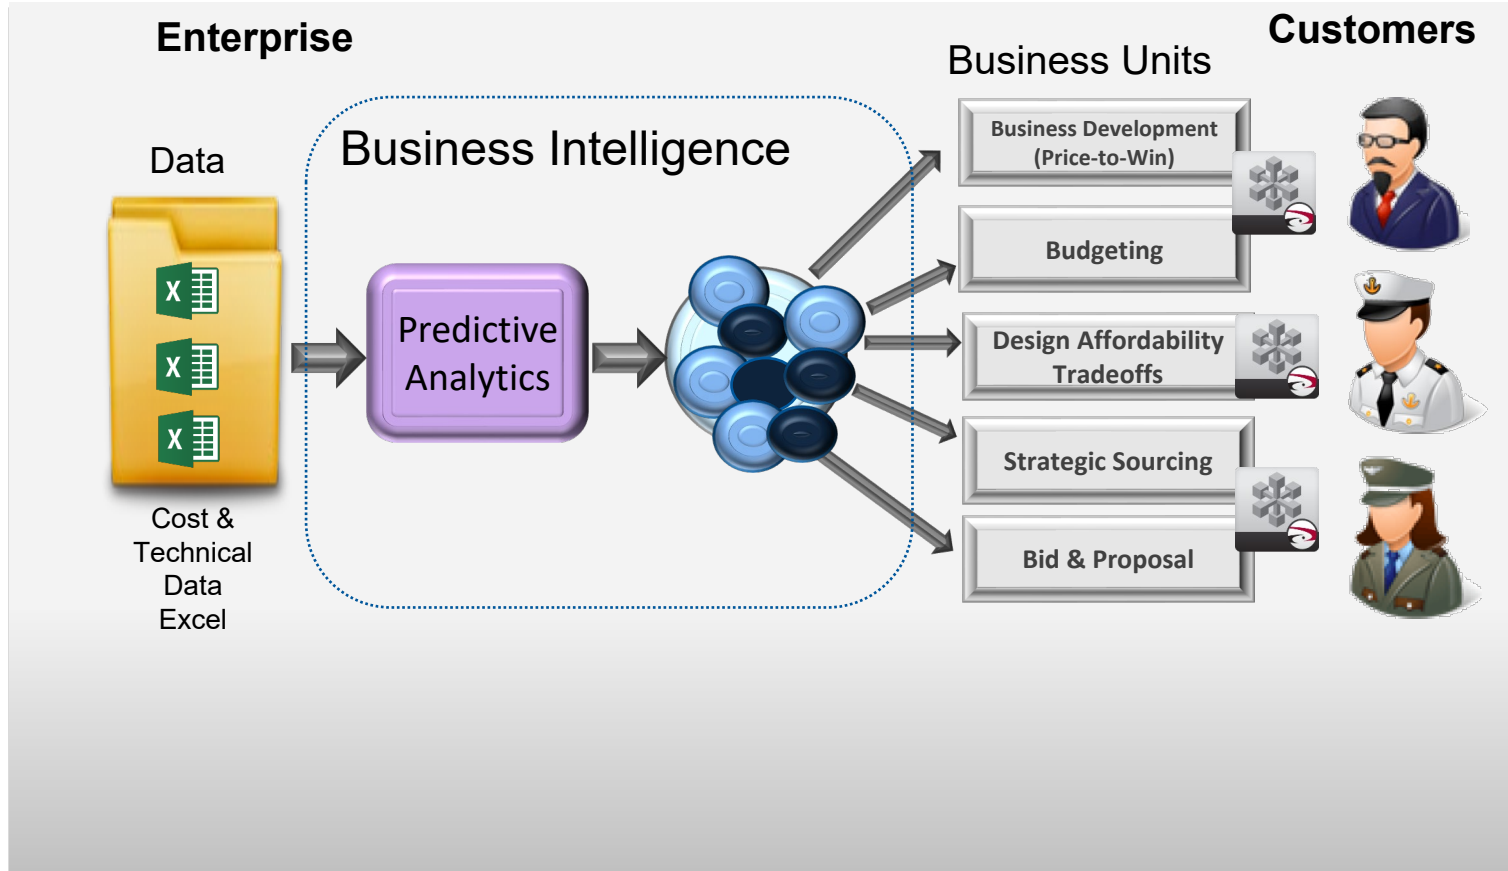 Enterprise
Customers
Business Units
Business Intelligence
Data
X
X
X
Cost &
Technical
Data
Excel
Predictive
Analytics
Business Development
(Price-to-Win)
Budgeting
Design Affordability
Tradeoffs
Strategic Sourcing
Bid & Proposal